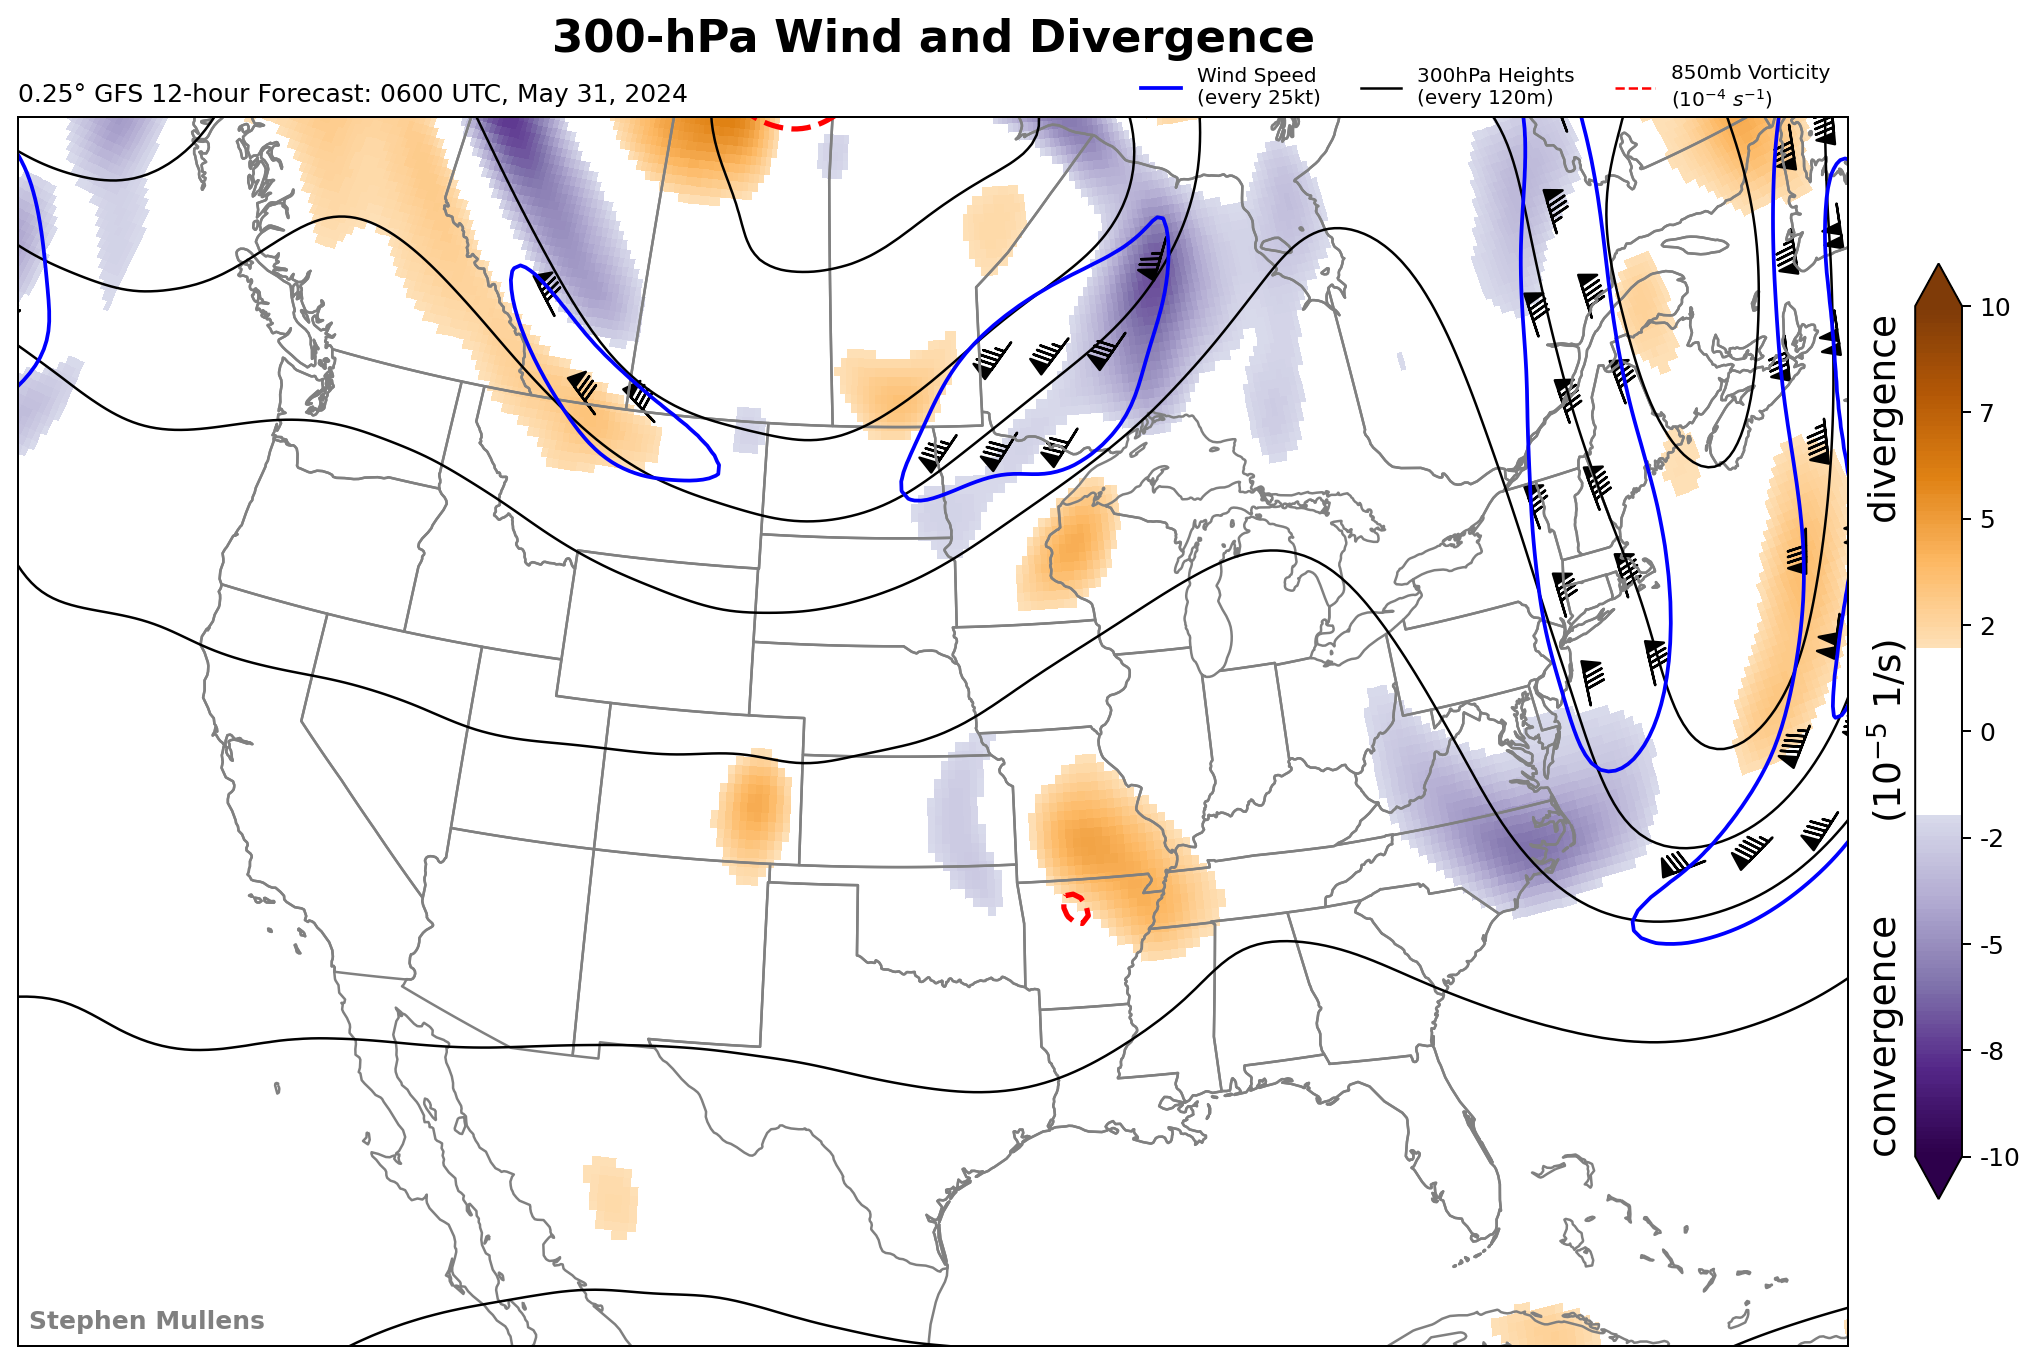 300-hPa Wind and Divergence
0.25° GFS 12-hour Forecast: 0600 UTC, May 31, 2024
Wind Speed
(every 25kt)
300hPa Heights
(every 120m)
850mb Vorticity
(10⁻⁴ s⁻¹)
10
7
5
2
0
-2
-5
-8
-10
divergence
(10⁻⁵ 1/s)
convergence
Stephen Mullens